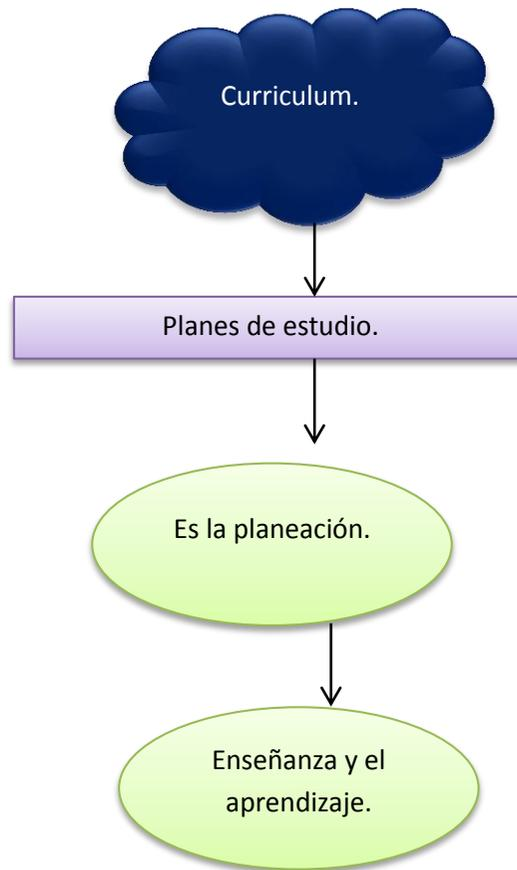 Curriculum.
Planes de estudio.
Es la planeación.
Enseñanza y el
aprendizaje.